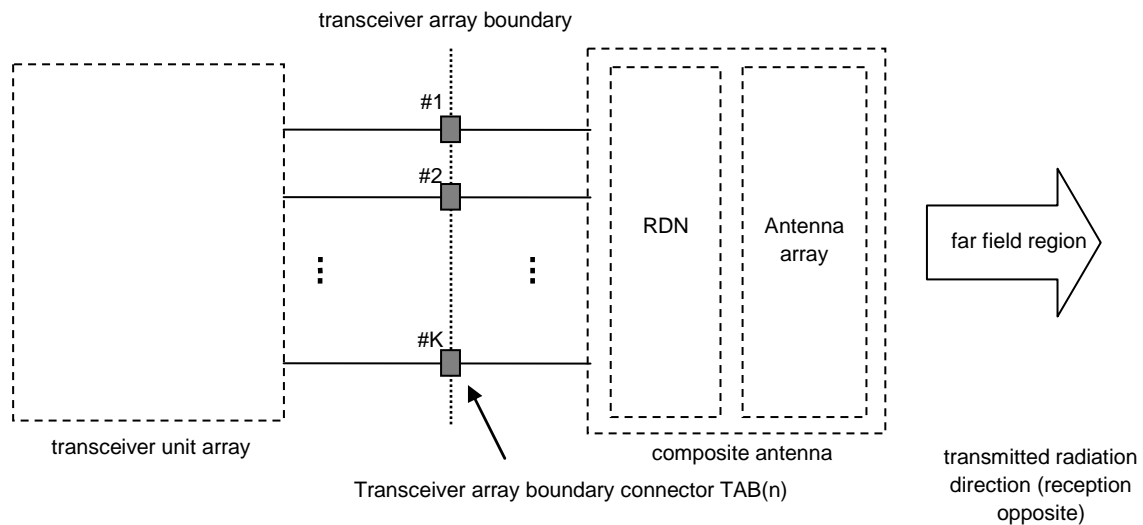 transceiver array boundary
#1
#2
RDN
Antenna
array
far field region
#K
transceiver unit array
composite antenna
Transceiver array boundary connector TAB(n)
transmitted radiation
direction (reception
opposite)